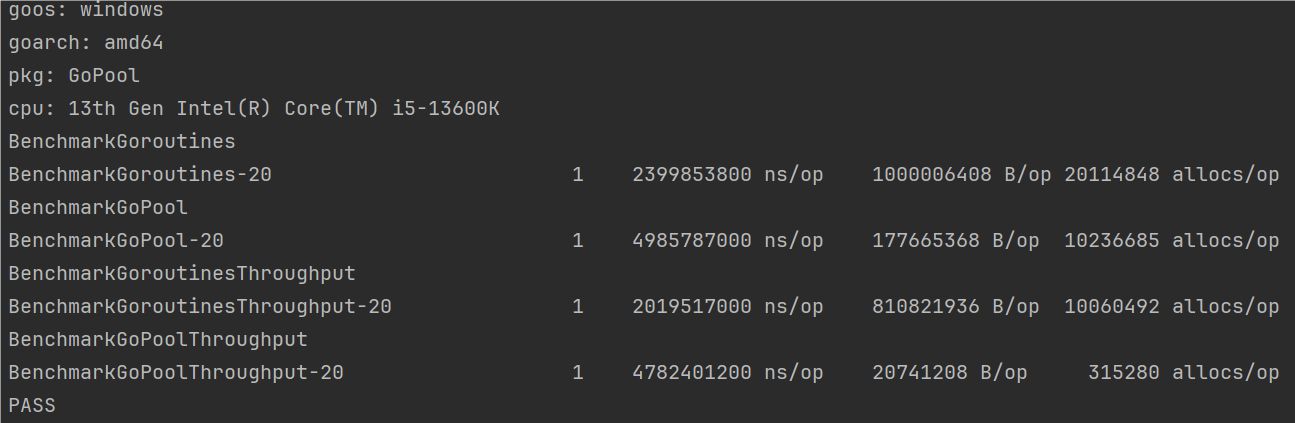 goos: windows
goarch: amd64
pkg: GoPool
cpu: 13th Gen Intel(R) Core(TM) i5-13600K
BenchmarkGoroutines
BenchmarkGoroutines-20 1 2399853800 ns/op 1000006408 B/op 20114848 allocs/op
BenchmarkGoPool
BenchmarkGoPool-20 1 4985787000 ns/op 177665368 B/op 10236685 allocs/op
BenchmarkGoroutinesThroughput
BenchmarkGoroutinesThroughput-20 1 2019517000 ns/op 810821936 B/op 10060492 allocs/op
BenchmarkGoPoolThroughput
BenchmarkGoPoolThroughput-20 1 4782401200 ns/op 20741208 B/op 315280 allocs/op
PASS